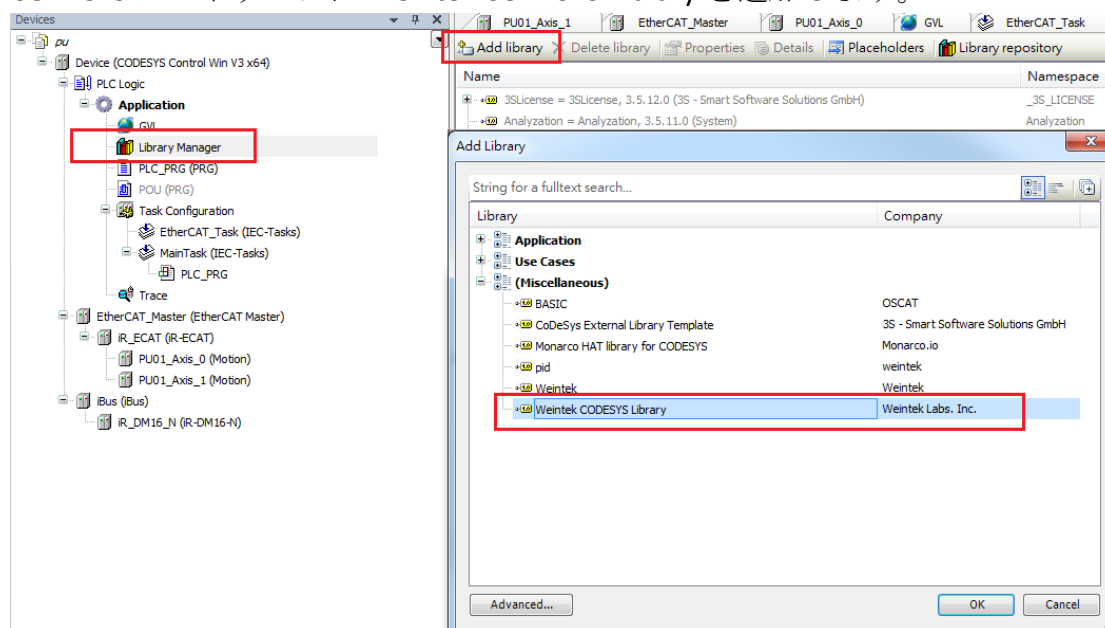 Devices
pu
Device (CODESYS Control Win V3 x64)
PLC Logic
Application
GVL
Library Manager
PLC_PRG (PRG)
POU (PRG)
Task Configuration
EtherCAT_Task (IEC-Tasks)
MainTask (IEC-Tasks)
PLC_PRG
Trace
EtherCAT_Master (EtherCAT Master)
iR_ECAT (iR-ECAT)
PU01_Axis_0 (Motion)
PU01_Axis_1 (Motion)
iBus (iBus)
iR_DM16_N (iR-DM16-N)
PU01_Axis_1 EtherCAT_Master PU01_Axis_0 GVL EtherCAT_Task
Add library Delete library Properties Details Placeholders Library repository
Name Namespace
3SLicense = 3SLicense, 3.5.12.0 (3S - Smart Software Solutions GmbH) _3S_LICENSE
Analyzation = Analyzation, 3.5.11.0 (System) Analyzation
Add Library
String for a fulltext search...
Library Company
Application
Use Cases
(Miscellaneous)
BASIC OSCAT
CoDeSys External Library Template 3S - Smart Software Solutions GmbH
Monarco HAT library for CODESYS Monarco.io
pid weintek
Weintek Weintek
Weintek CODESYS Library Weintek Labs. Inc.
Advanced... OK Cancel